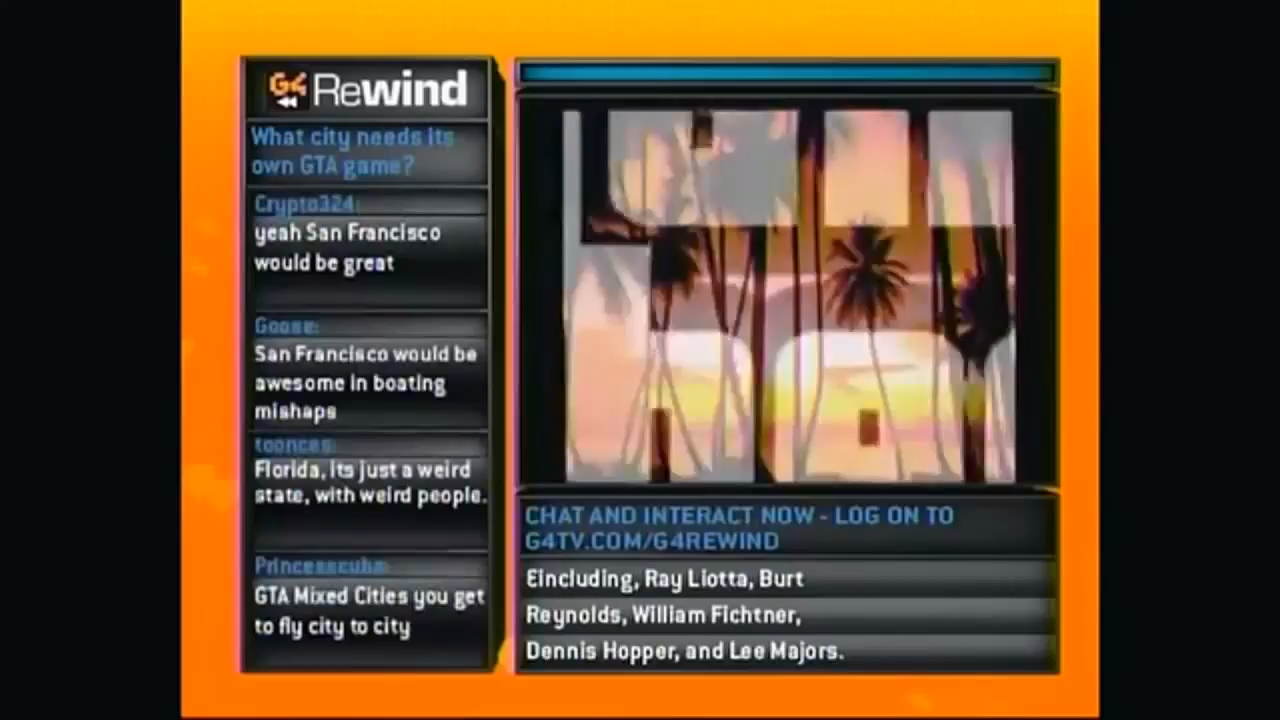 G4 Rewind
What city needs its
own GTA game?
Crypto324:
yeah San Francisco
would be great
Goose:
San Francisco would be
awesome in boating
mishaps
toonces:
Florida, its just a weird
state, with weird people.
Princesscuba:
GTA Mixed Cities you get
to fly city to city
CHAT AND INTERACT NOW - LOG ON TO
G4TV.COM/G4REWIND
Eincluding, Ray Liotta, Burt
Reynolds, William Fichtner,
Dennis Hopper, and Lee Majors.